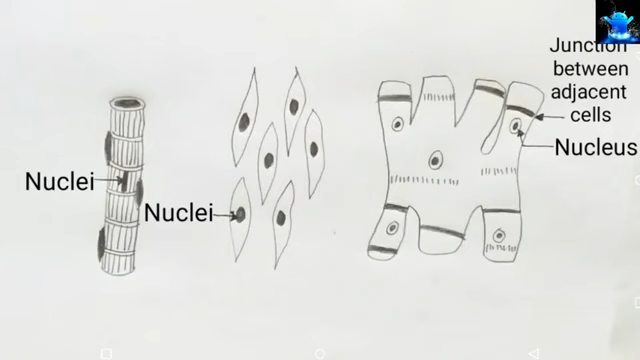 Nuclei
Nuclei
Junction
between
adjacent
cells
Nucleus